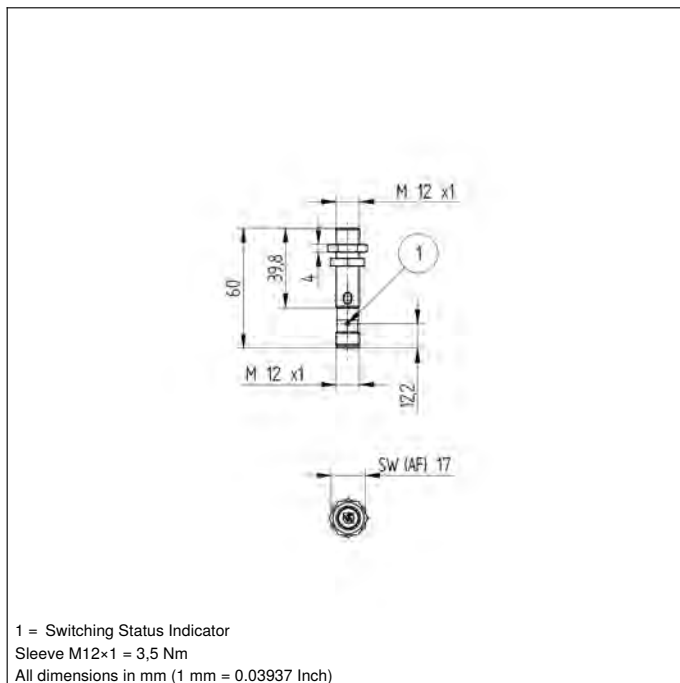 M 12 x1
1
39,8
4
60
M 12 x1
12,2
SW (AF) 17
1 = Switching Status Indicator
Sleeve M12×1 = 3,5 Nm
All dimensions in mm (1 mm = 0.03937 Inch)